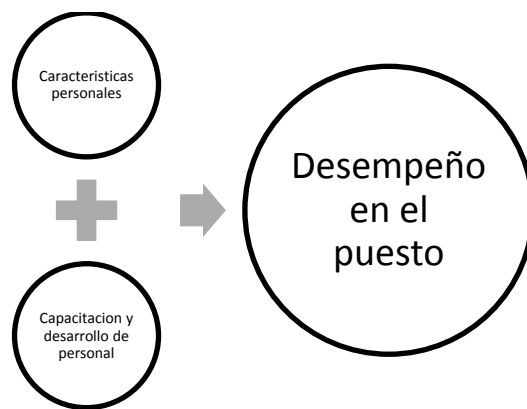 Caracteristicas
personales
Capacitacion y
desarrollo de
personal
Desempeño
en el
puesto